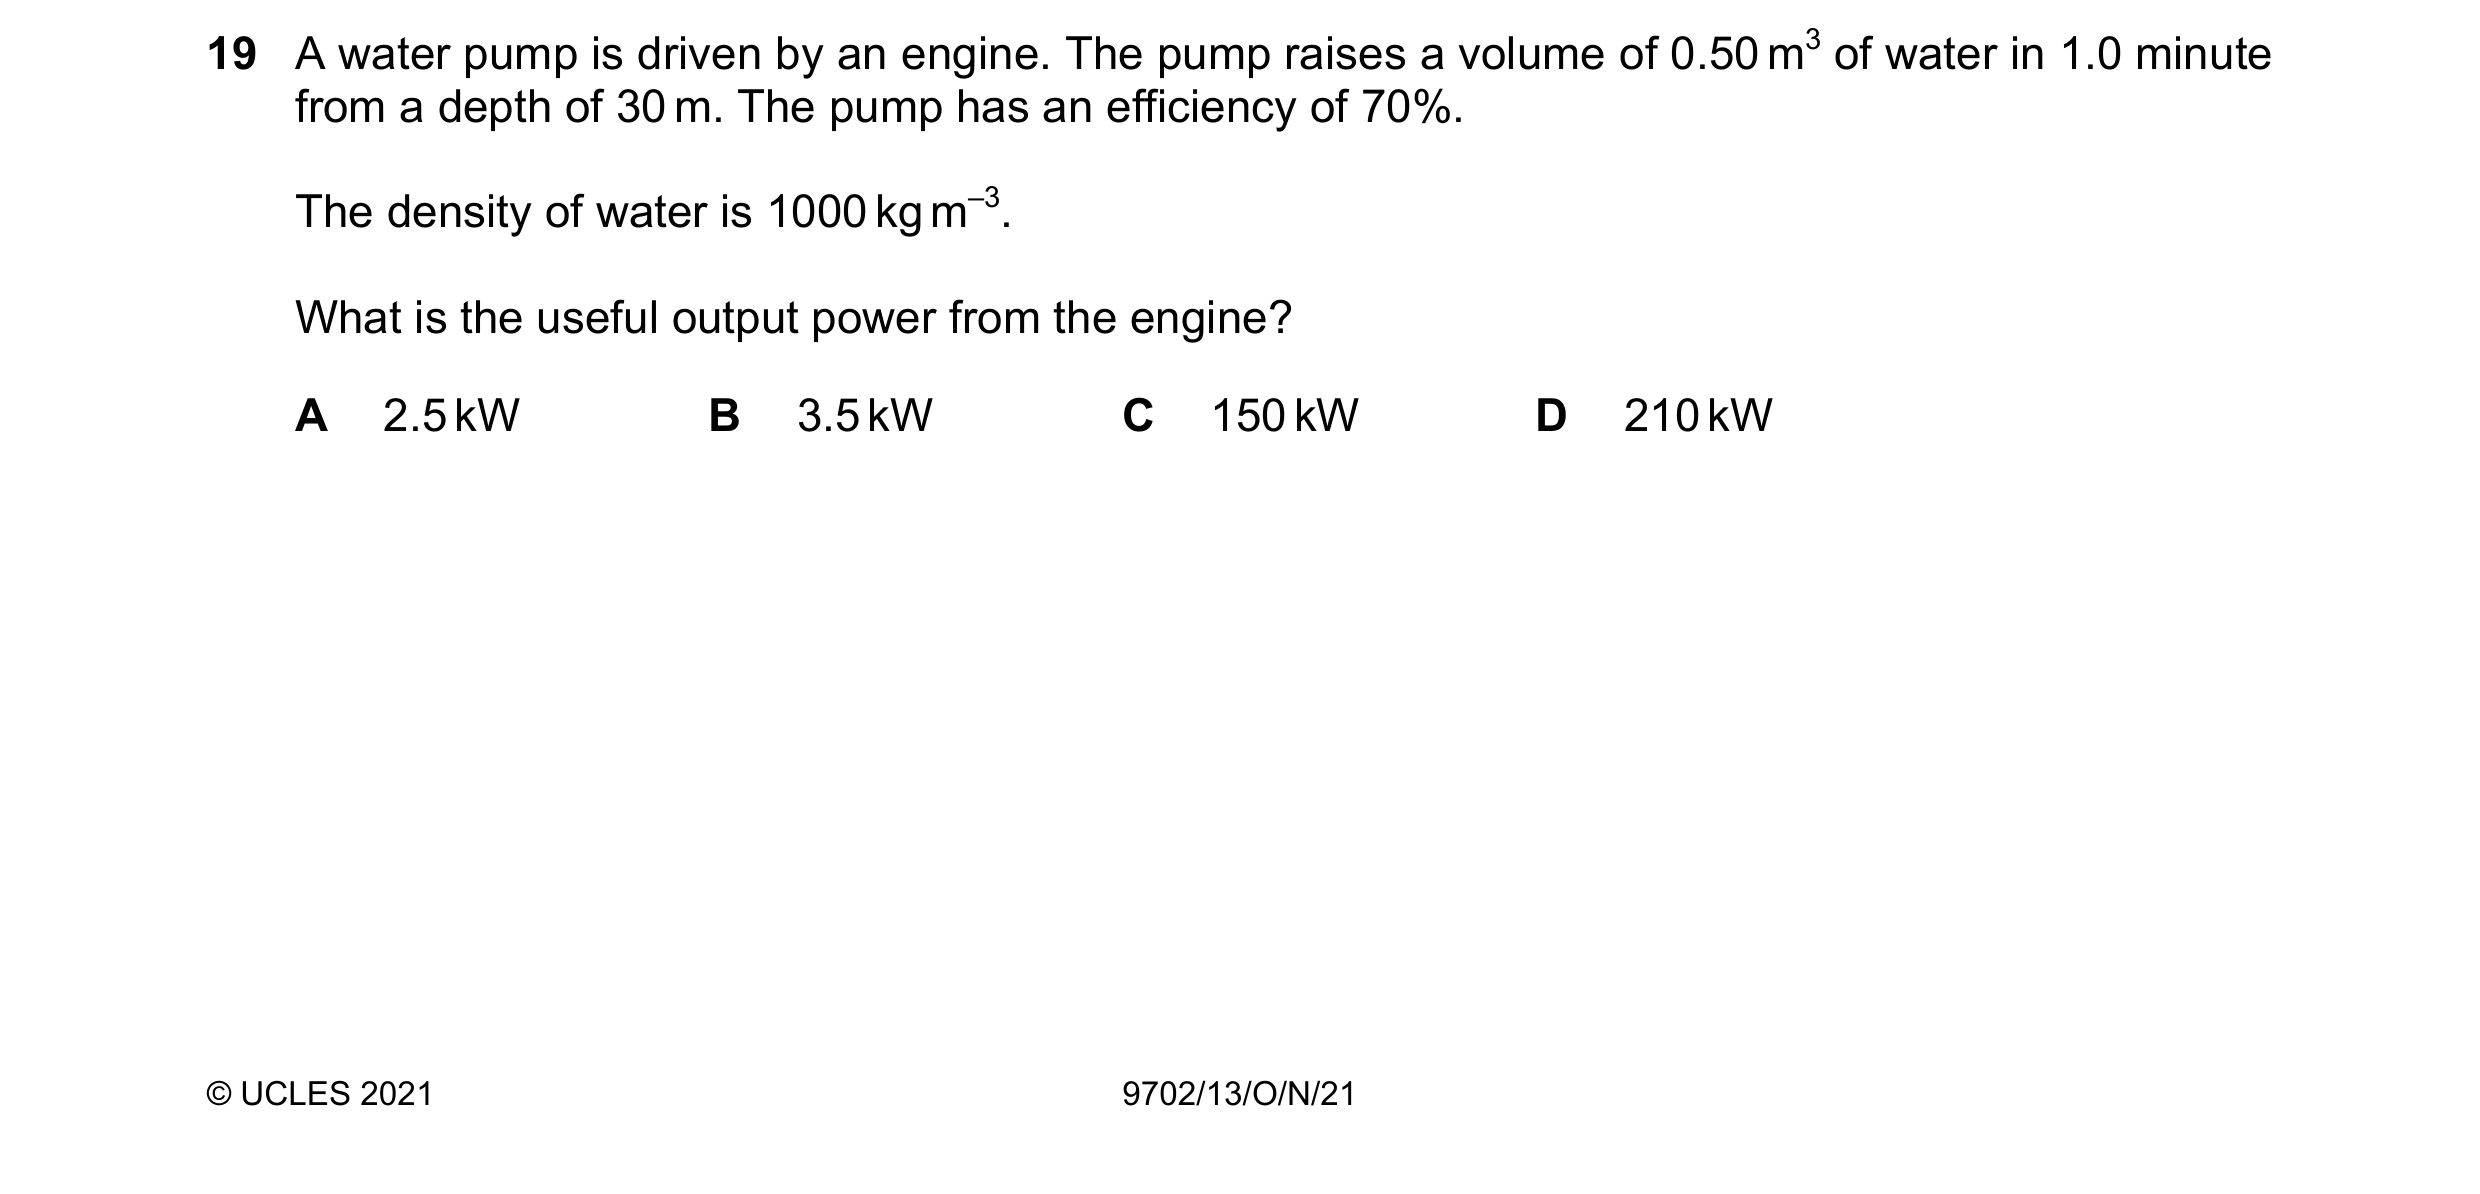 19 A water pump is driven by an engine. The pump raises a volume of 0.50 m³ of water in 1.0 minute
from a depth of 30 m. The pump has an efficiency of 70%.
The density of water is 1000 kg m⁻³.
What is the useful output power from the engine?
A 2.5 kW B 3.5 kW C 150 kW D 210 kW
© UCLES 2021 9702/13/O/N/21